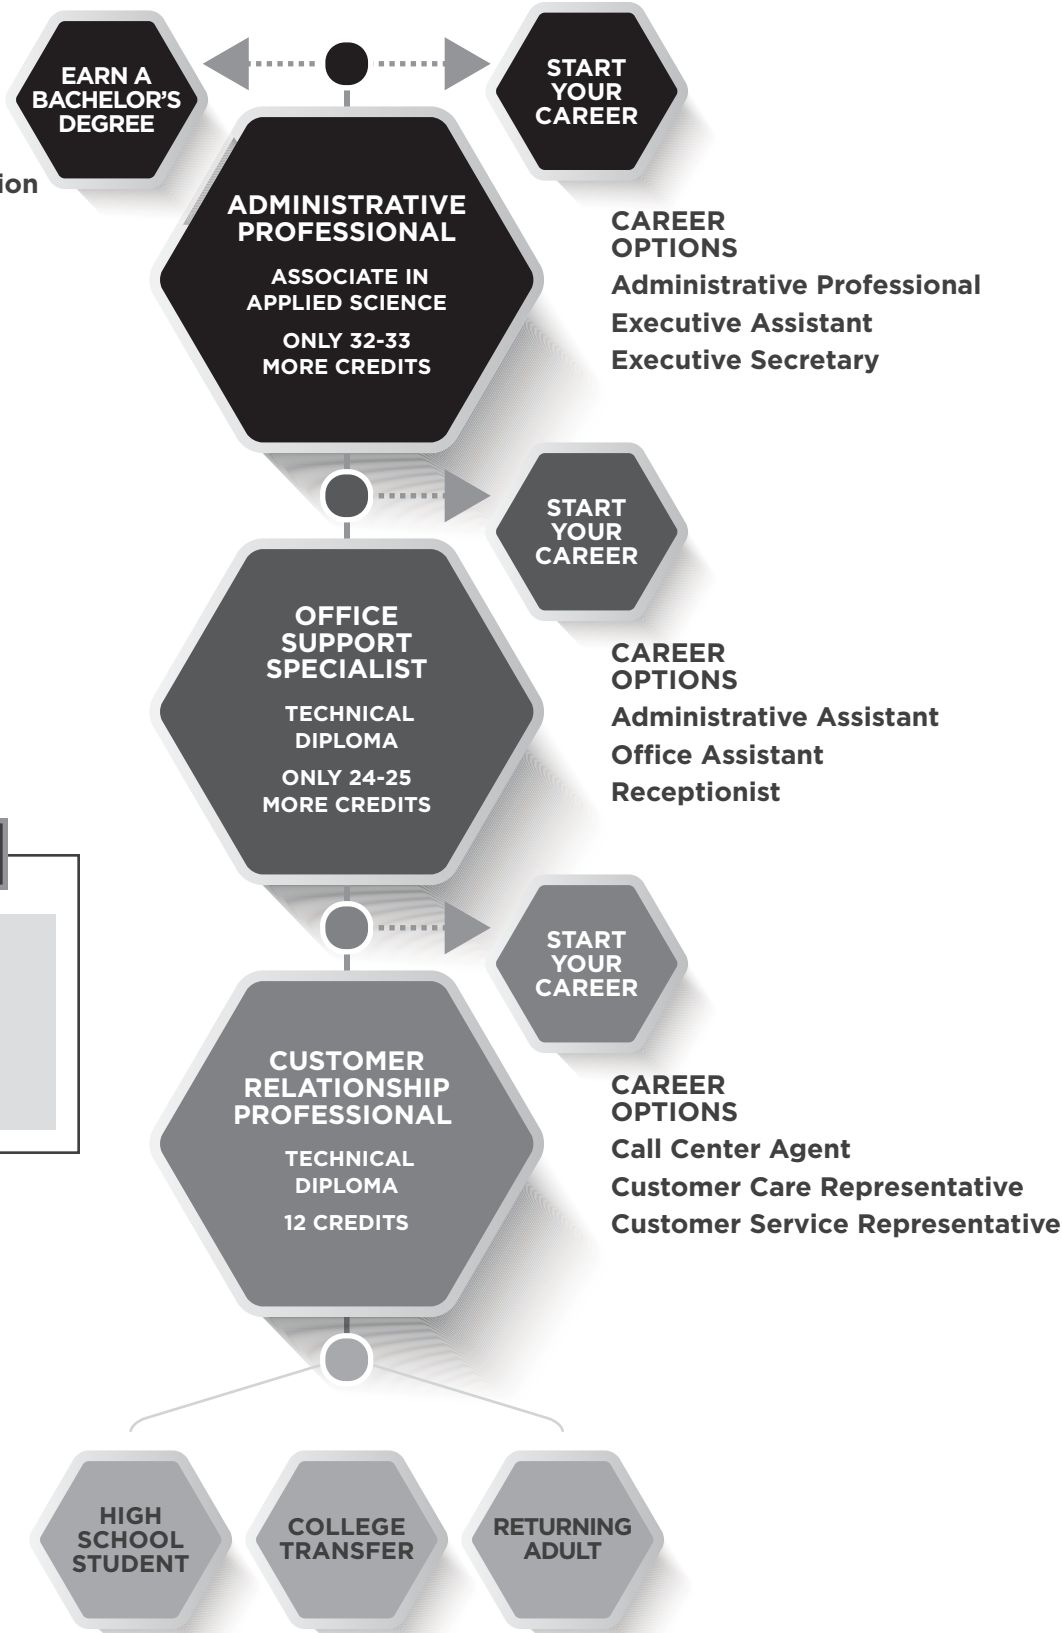 EARN A
BACHELOR'S
DEGREE
START
YOUR
CAREER
ADMINISTRATIVE
PROFESSIONAL
ASSOCIATE IN
APPLIED SCIENCE
ONLY 32-33
MORE CREDITS
CAREER
OPTIONS
Administrative Professional
Executive Assistant
Executive Secretary
START
YOUR
CAREER
OFFICE
SUPPORT
SPECIALIST
TECHNICAL
DIPLOMA
ONLY 24-25
MORE CREDITS
CAREER
OPTIONS
Administrative Assistant
Office Assistant
Receptionist
START
YOUR
CAREER
CUSTOMER
RELATIONSHIP
PROFESSIONAL
TECHNICAL
DIPLOMA
12 CREDITS
CAREER
OPTIONS
Call Center Agent
Customer Care Representative
Customer Service Representative
HIGH
SCHOOL
STUDENT
COLLEGE
TRANSFER
RETURNING
ADULT